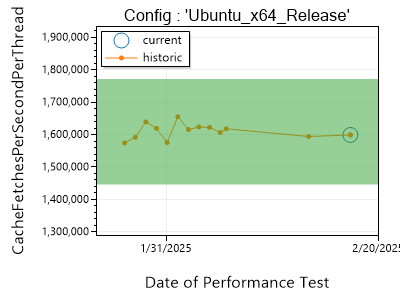 Config : 'Ubuntu_x64_Release'
CacheFetchesPerSecondPerThread
1,900,000
1,800,000
1,700,000
1,600,000
1,500,000
1,400,000
1,300,000
current
historic
1/31/2025
2/20/2025
Date of Performance Test